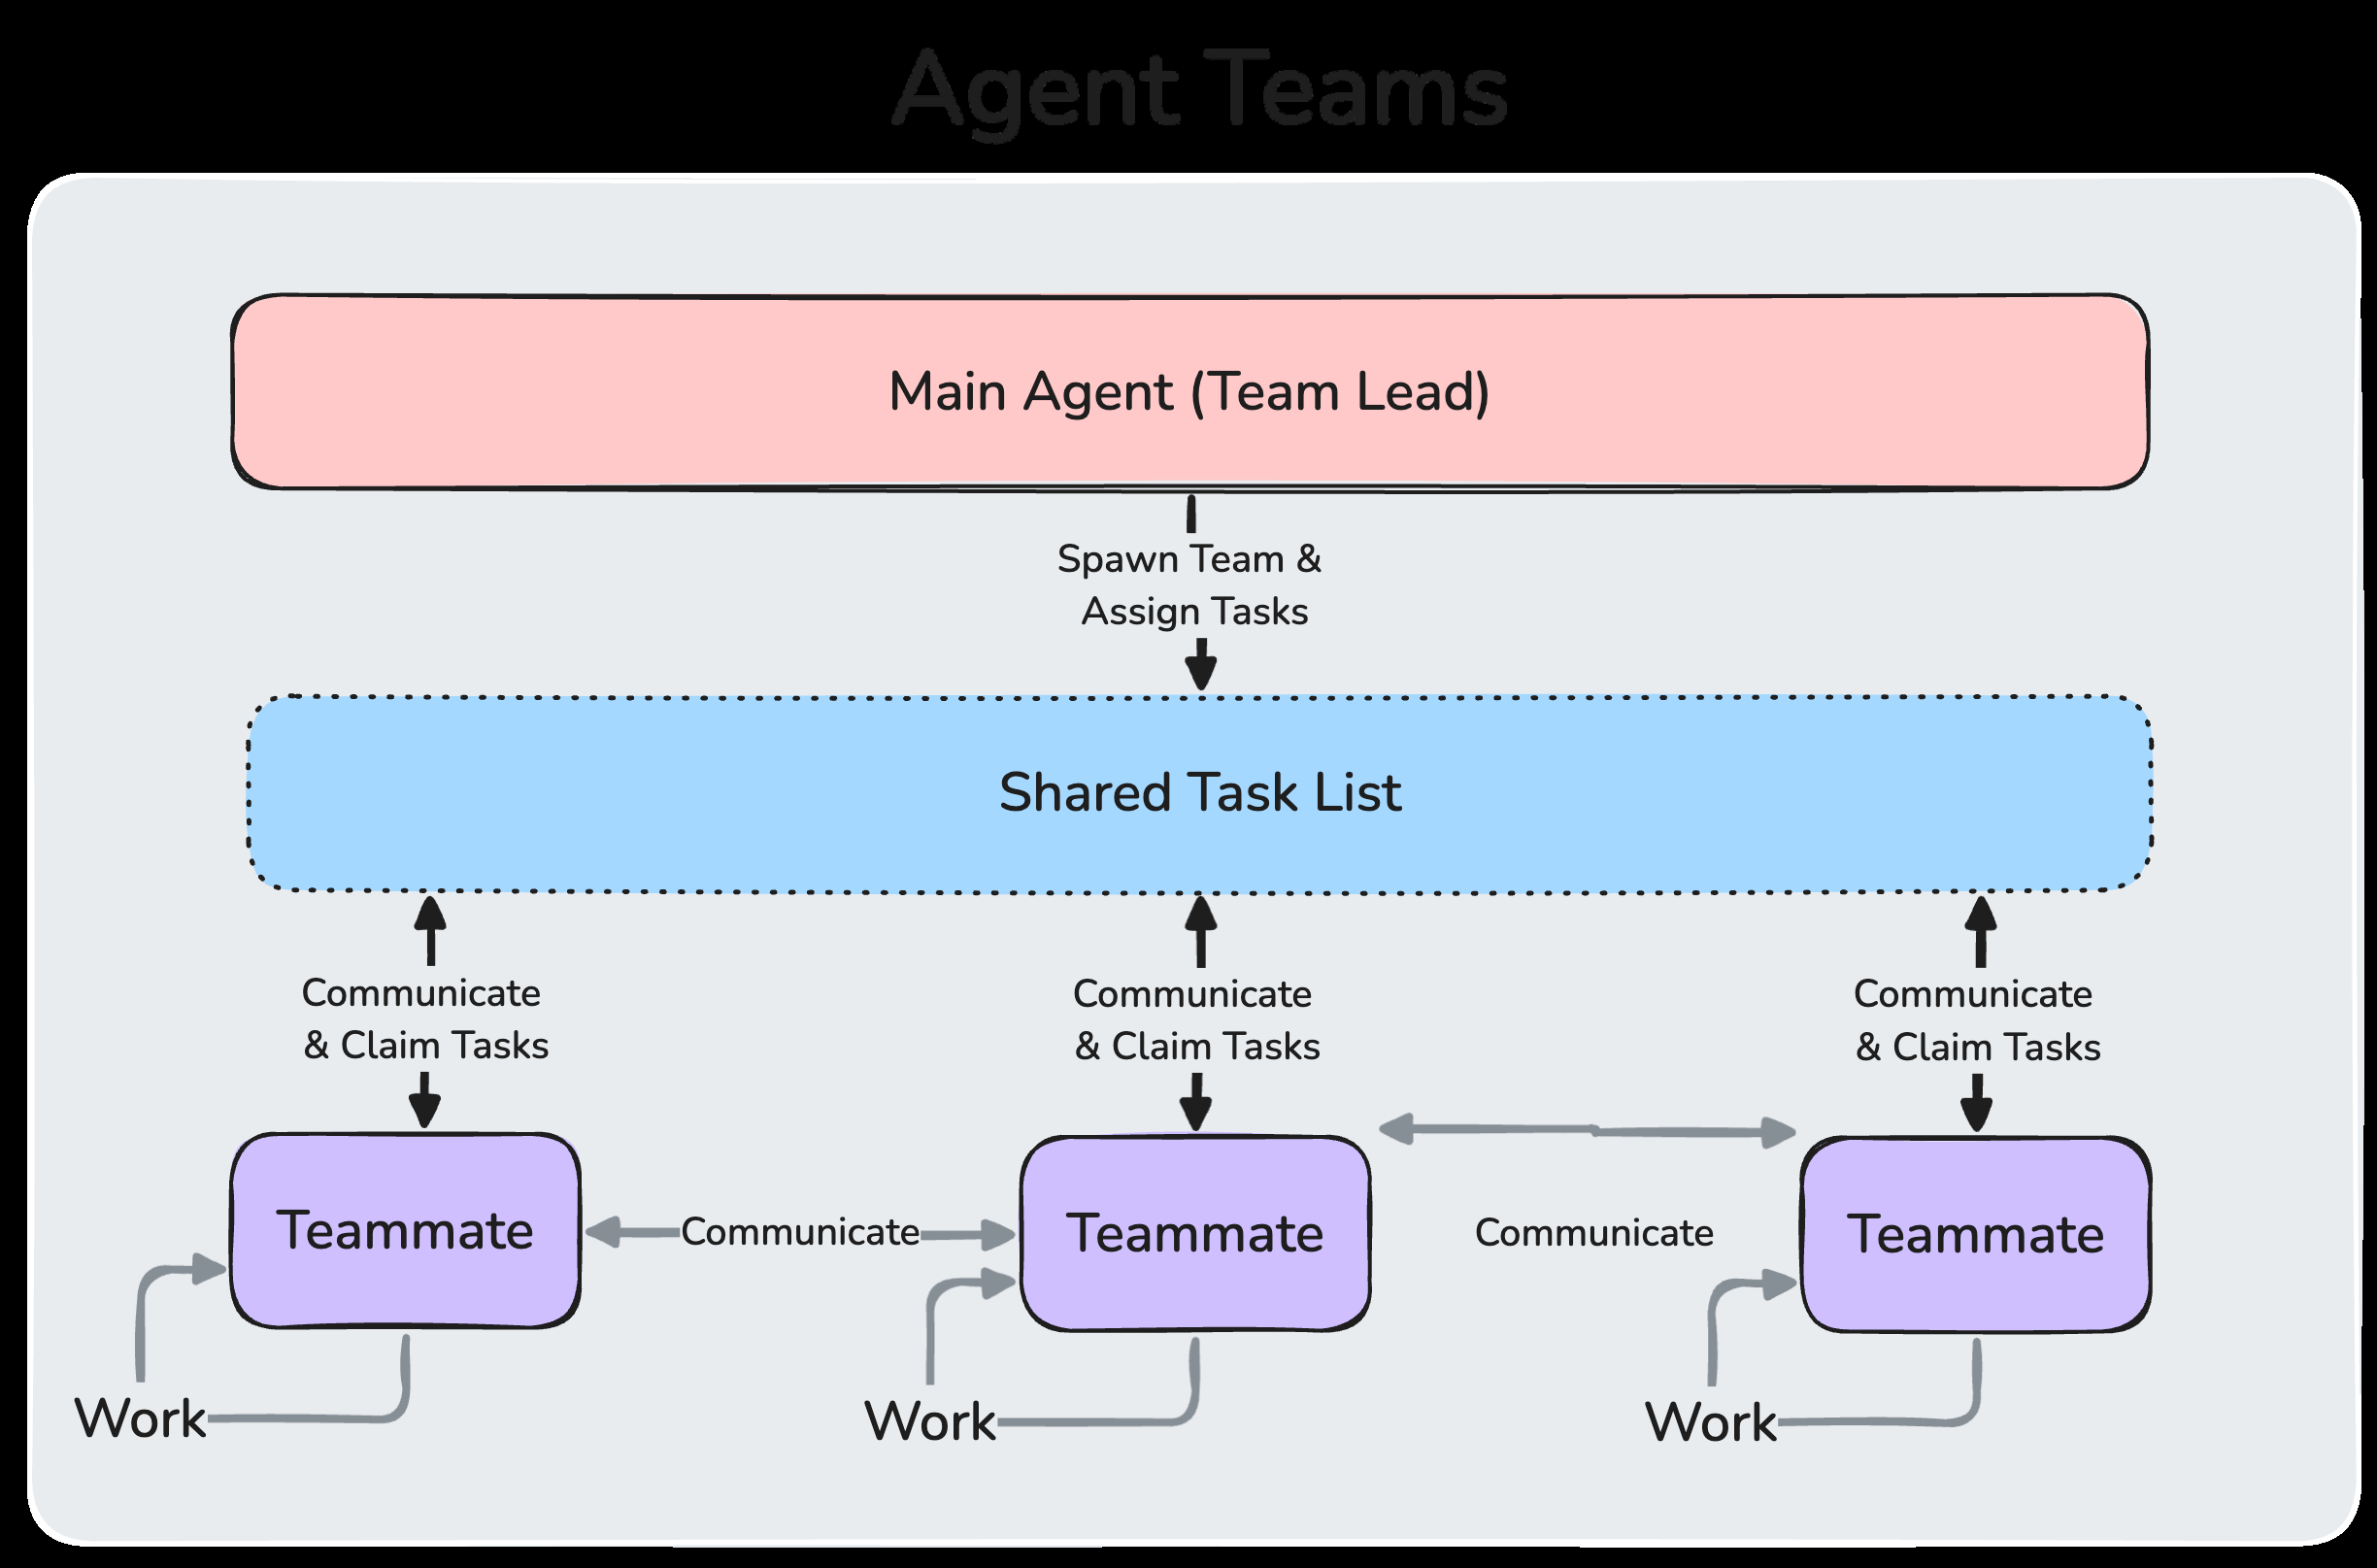 Agent Teams
Main Agent (Team Lead)
Spawn Team &
Assign Tasks
Shared Task List
Communicate
& Claim Tasks
Communicate
& Claim Tasks
Communicate
& Claim Tasks
Teammate
Communicate
Teammate
Communicate
Teammate
Work
Work
Work